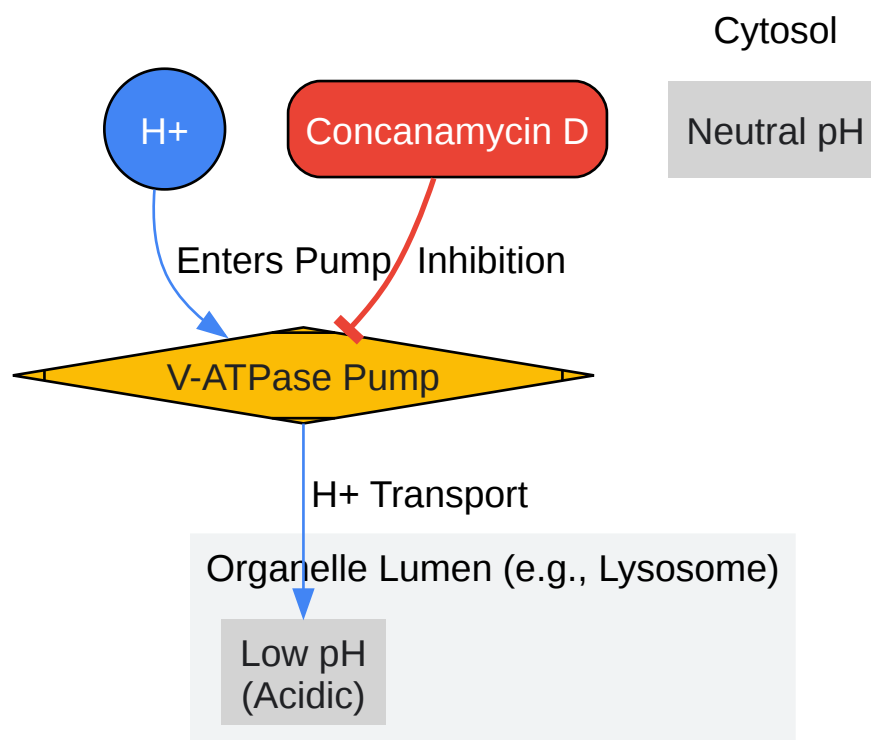 Cytosol
H+
Concanamycin D
Neutral pH
Enters Pump
Inhibition
V-ATPase Pump
H+ Transport
Organelle Lumen (e.g., Lysosome)
Low pH
(Acidic)